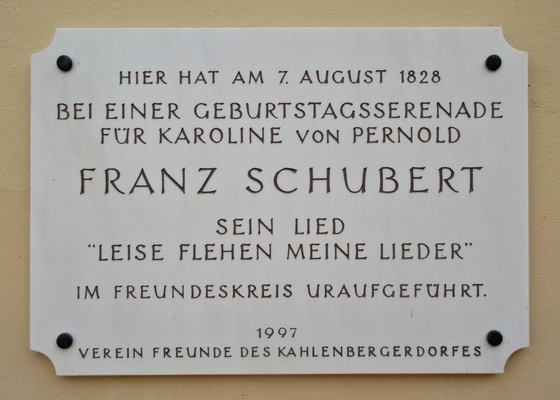 HIER HAT AM 7. AUGUST 1828
BEI EINER GEBURTSTAGSSERENADE
FÜR KAROLINE VON PERNOLD
FRANZ SCHUBERT
SEIN LIED
"LEISE FLEHEN MEINE LIEDER"
IM FREUNDESKREIS URAUFGEFÜHRT.
1997
VEREIN FREUNDE DES KAHLENBERGERDORFES